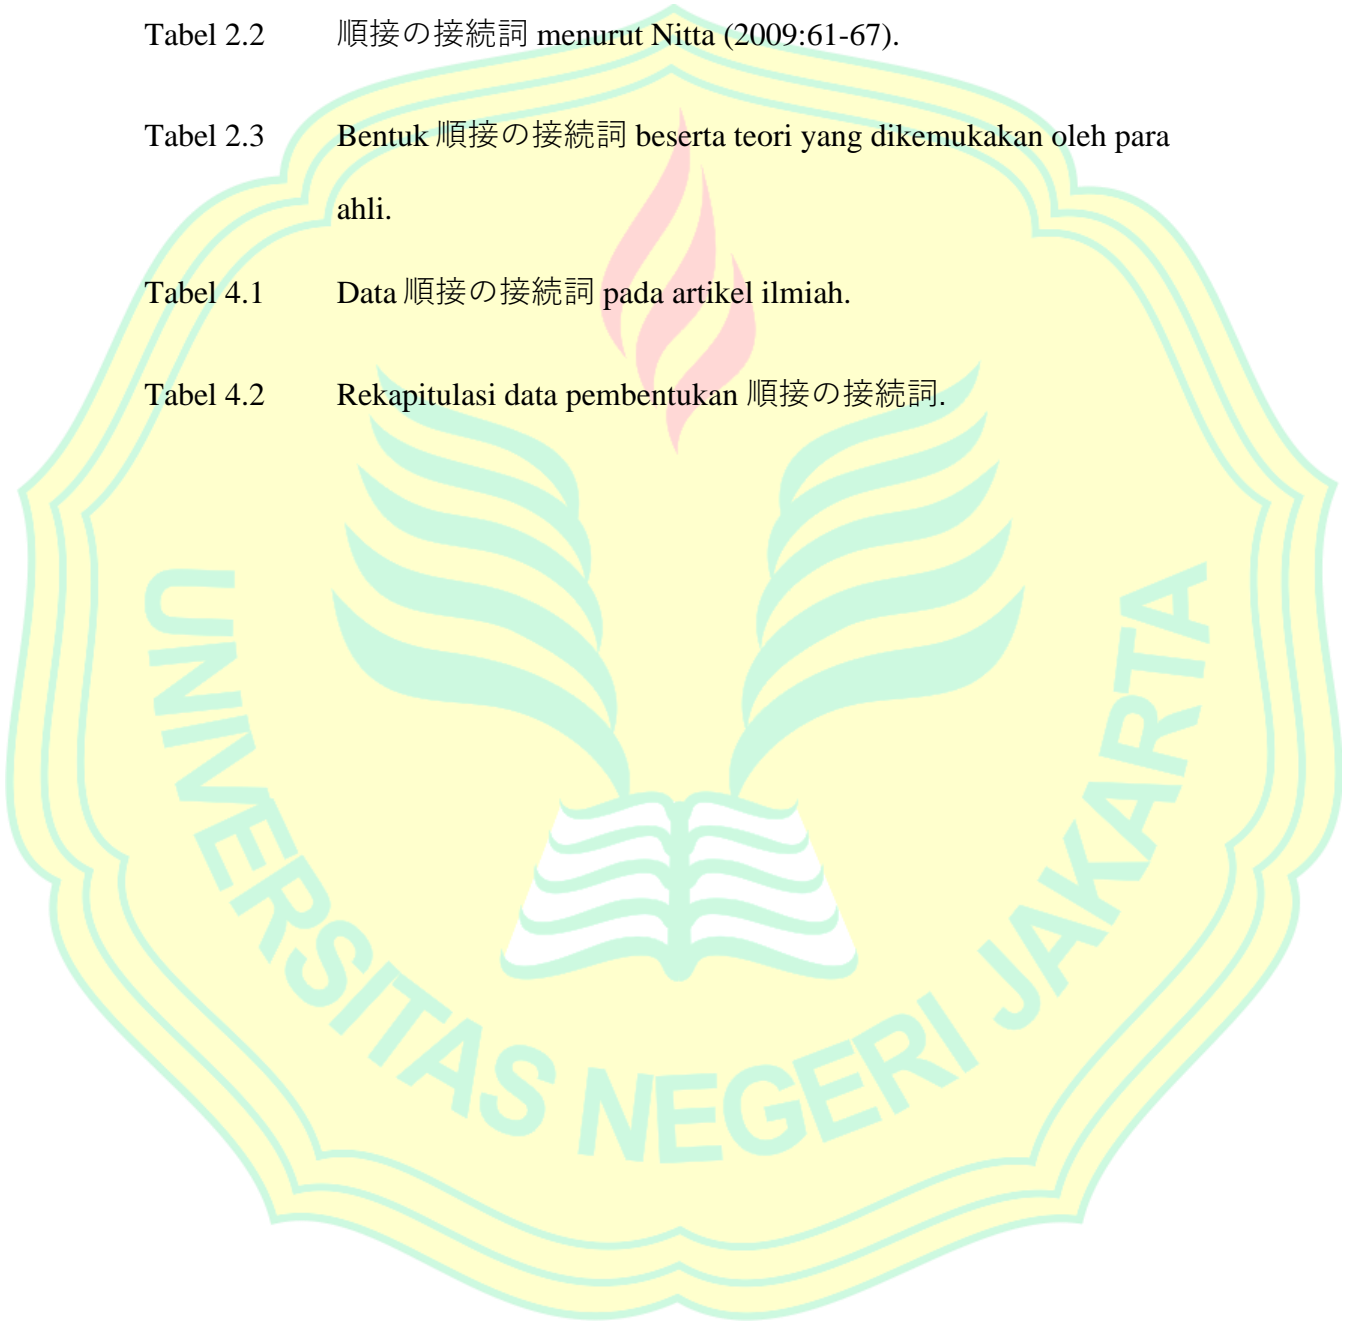 Tabel 2.2 順接の接続詞 menurut Nitta (2009:61-67).
Tabel 2.3 Bentuk 順接の接続詞 beserta teori yang dikemukakan oleh para
ahli.
Tabel 4.1 Data 順接の接続詞 pada artikel ilmiah.
Tabel 4.2 Rekapitulasi data pembentukan 順接の接続詞.
UNIVERSITAS NEGERI JAKARTA